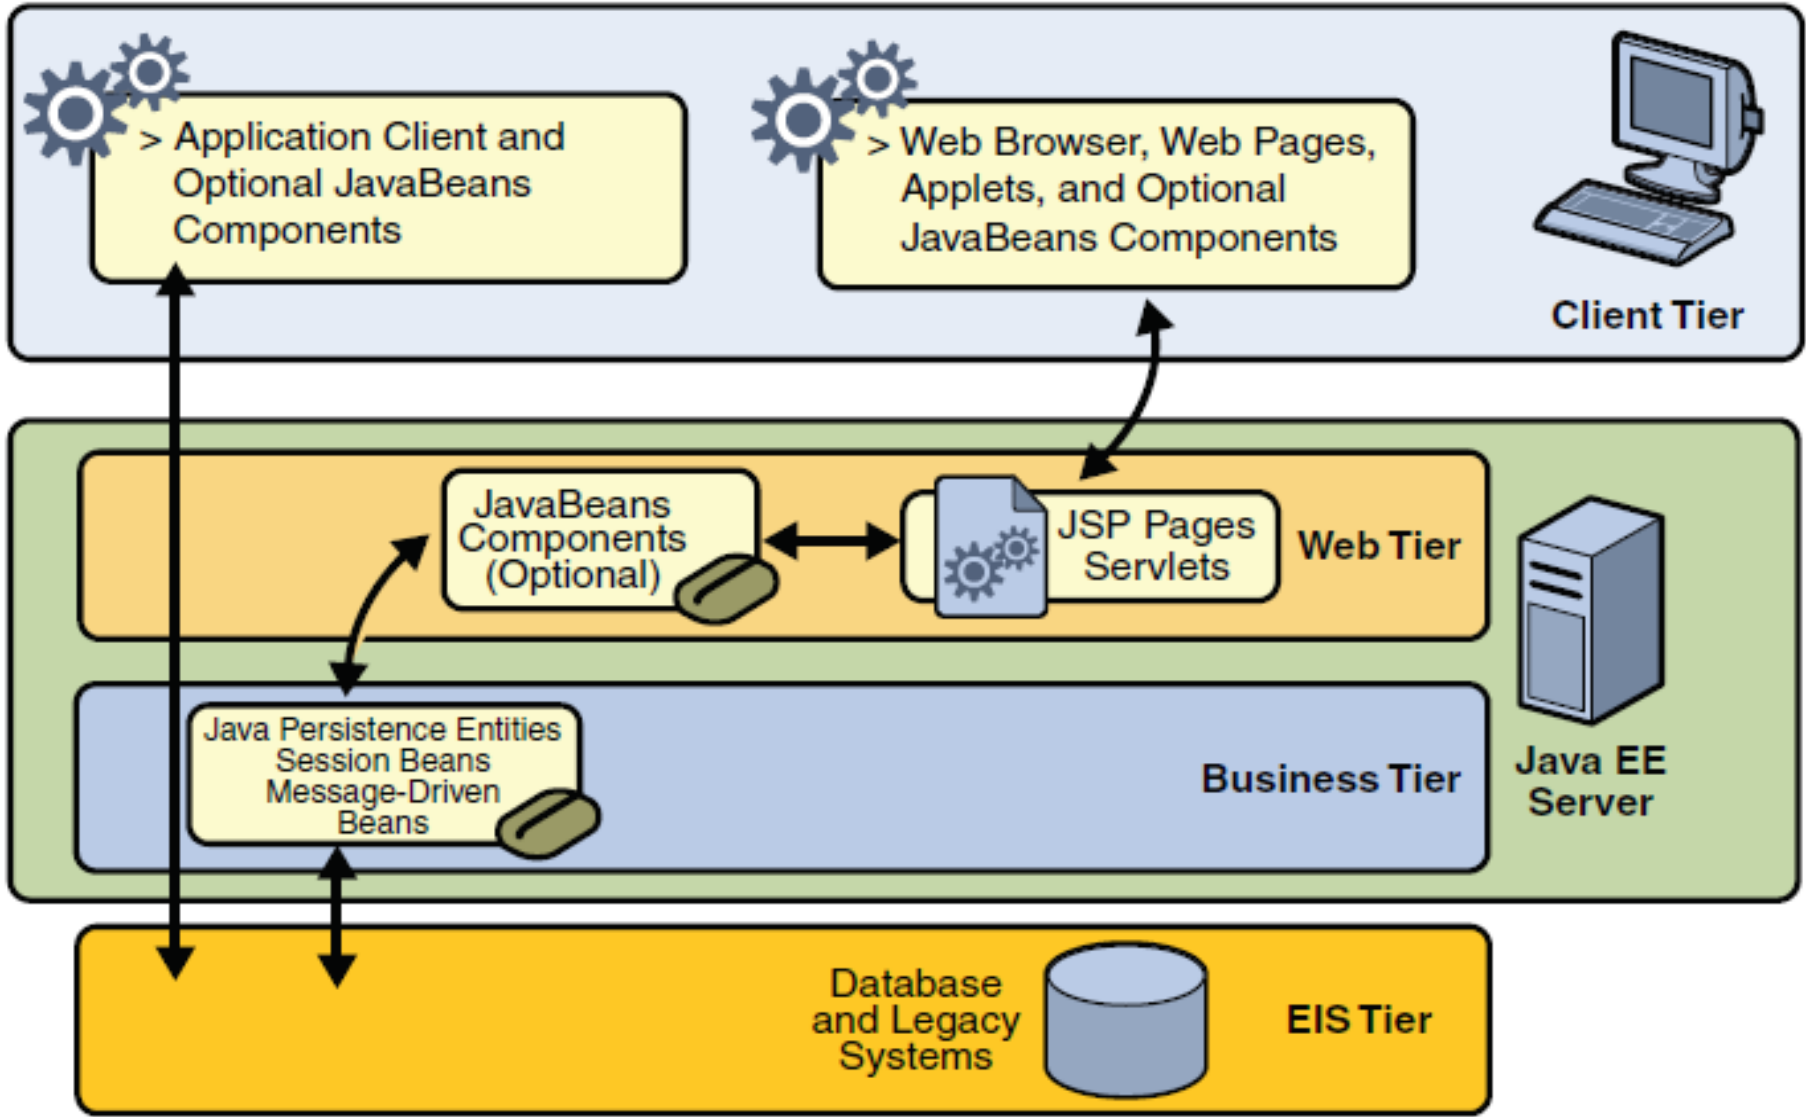 > Application Client and
Optional JavaBeans
Components
> Web Browser, Web Pages,
Applets, and Optional
JavaBeans Components
Client Tier
JavaBeans
Components
(Optional)
JSP Pages
Servlets
Web Tier
Java Persistence Entities
Session Beans
Message-Driven
Beans
Business Tier
Java EE
Server
Database
and Legacy
Systems
EIS Tier